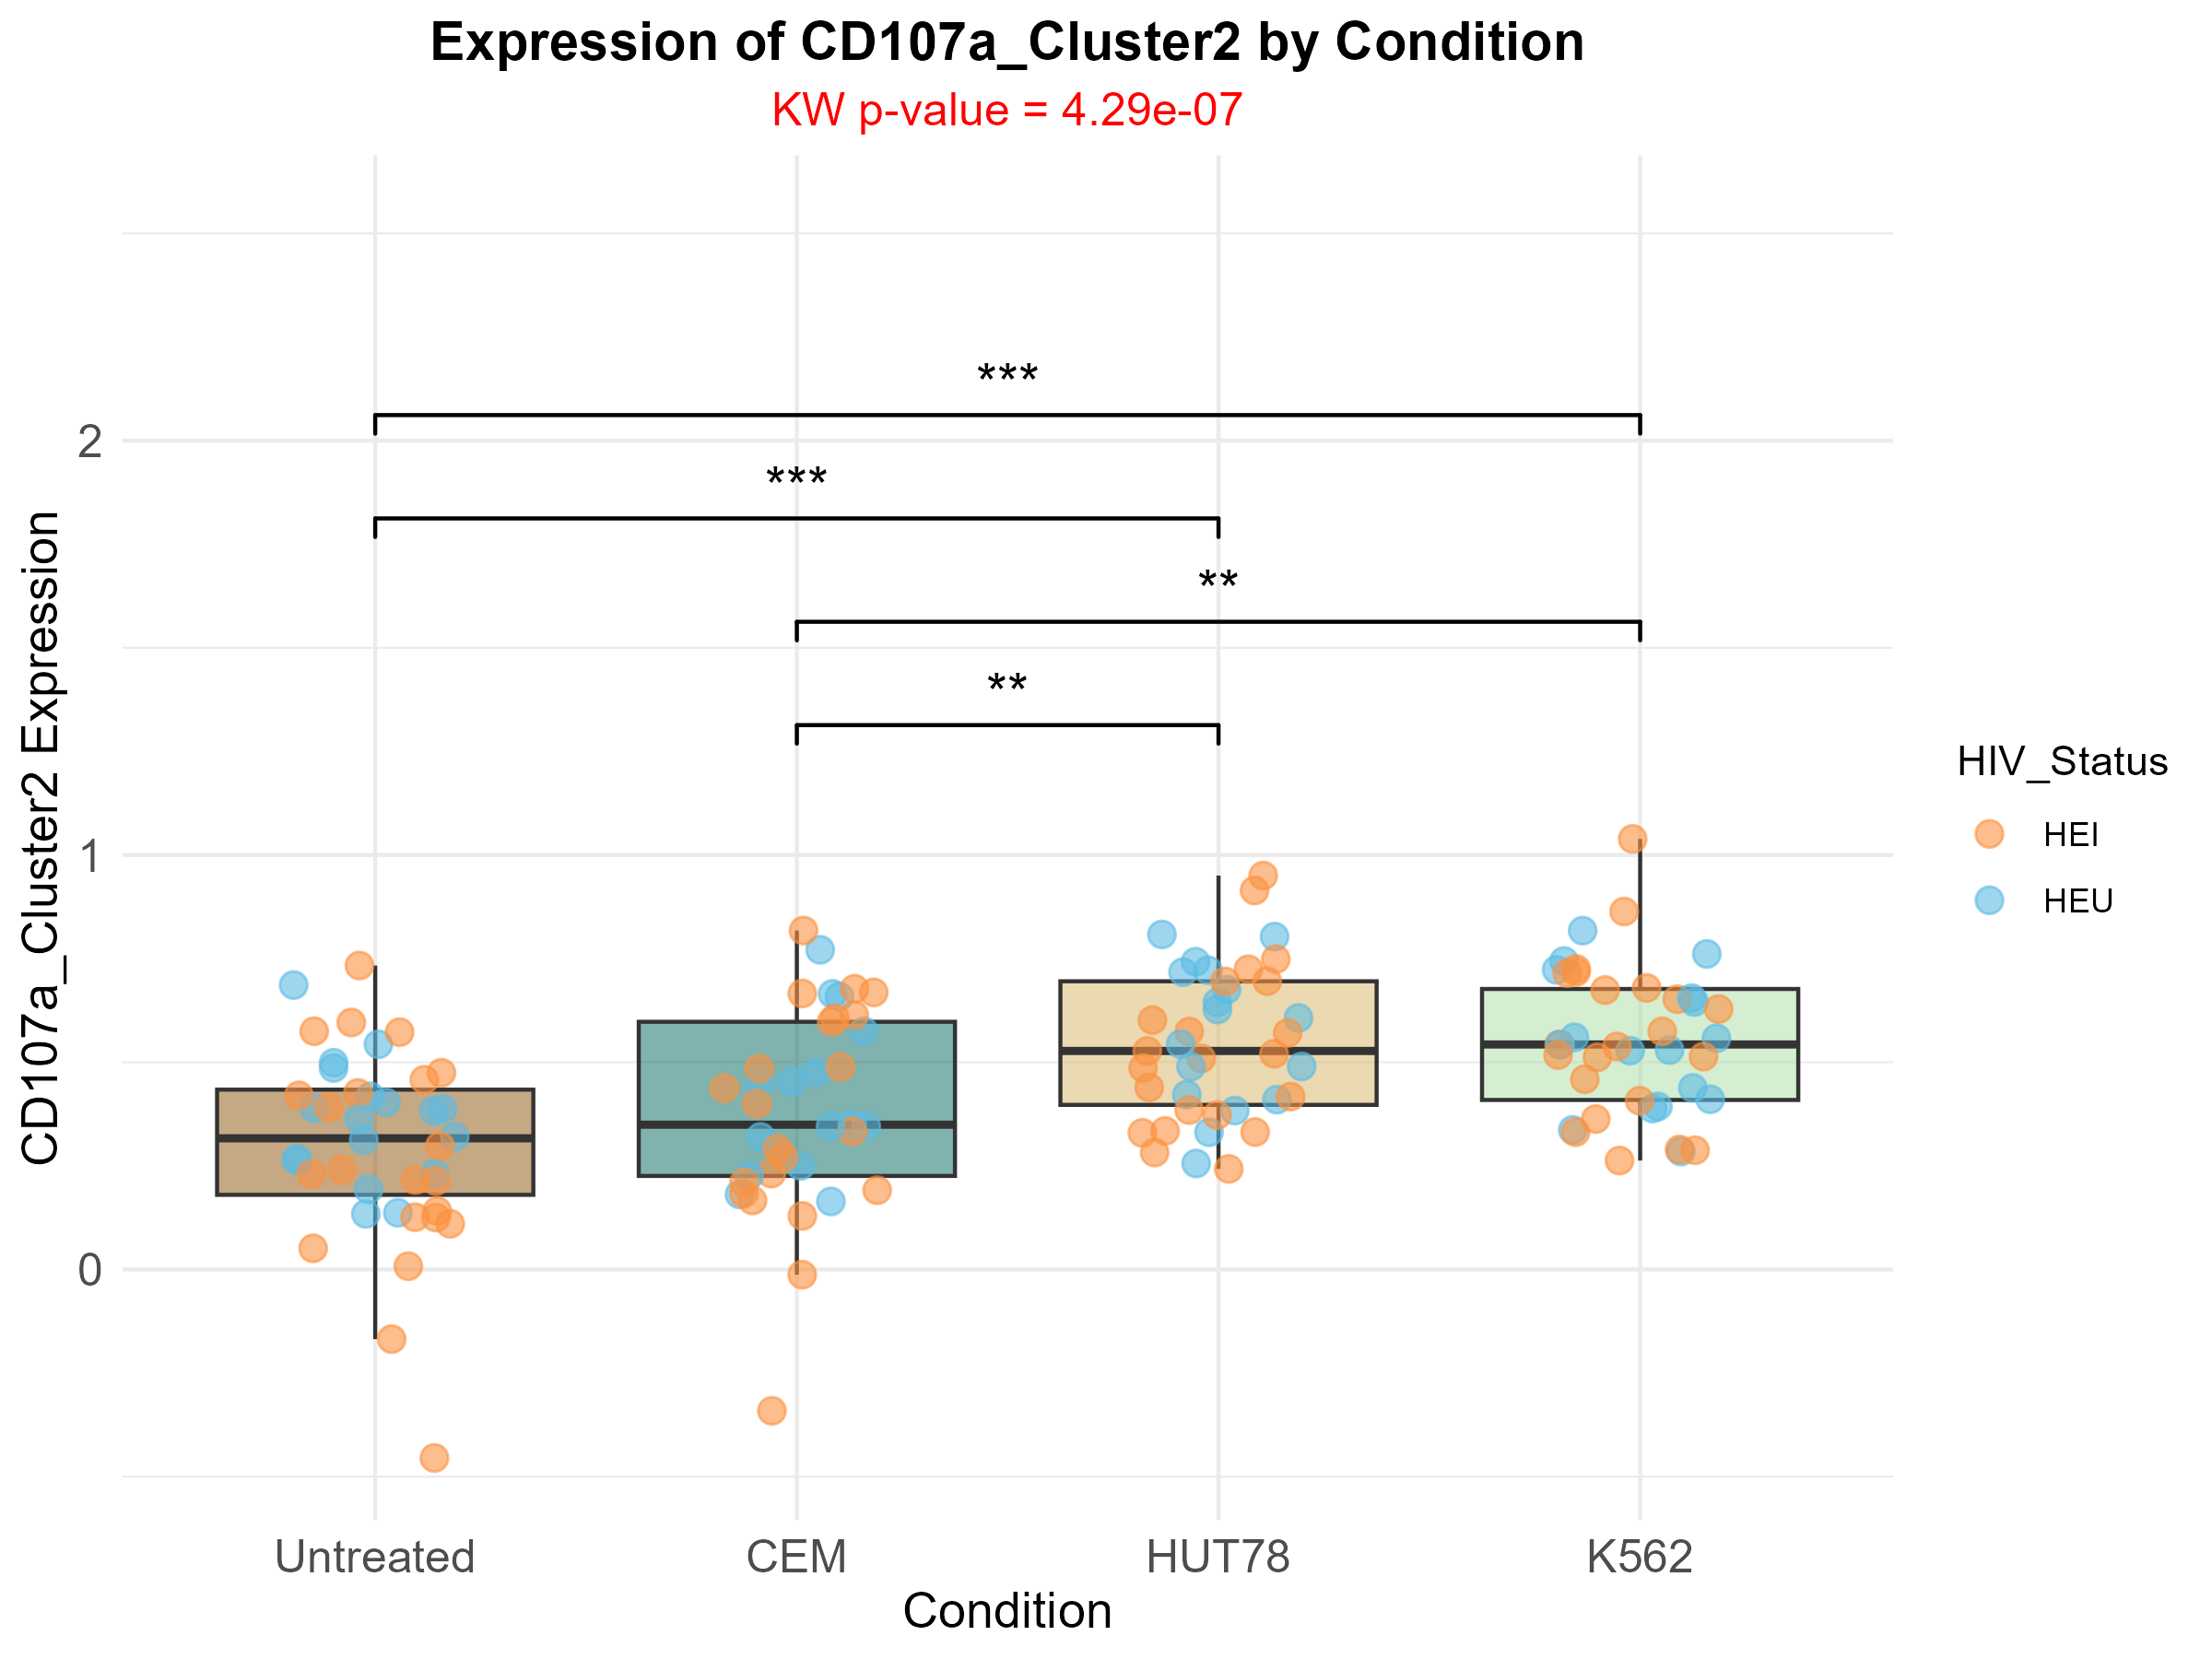 Expression of CD107a_Cluster2 by Condition
KW p-value = 4.29e-07
CD107a_Cluster2 Expression
2
1
0
***
***
**
**
Untreated CEM HUT78 K562
Condition
HIV_Status
HEI
HEU